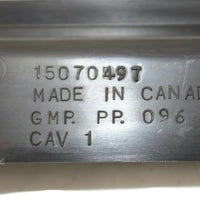 15070497
MADE IN CANAD
GMP. PP. 096
CAV 1